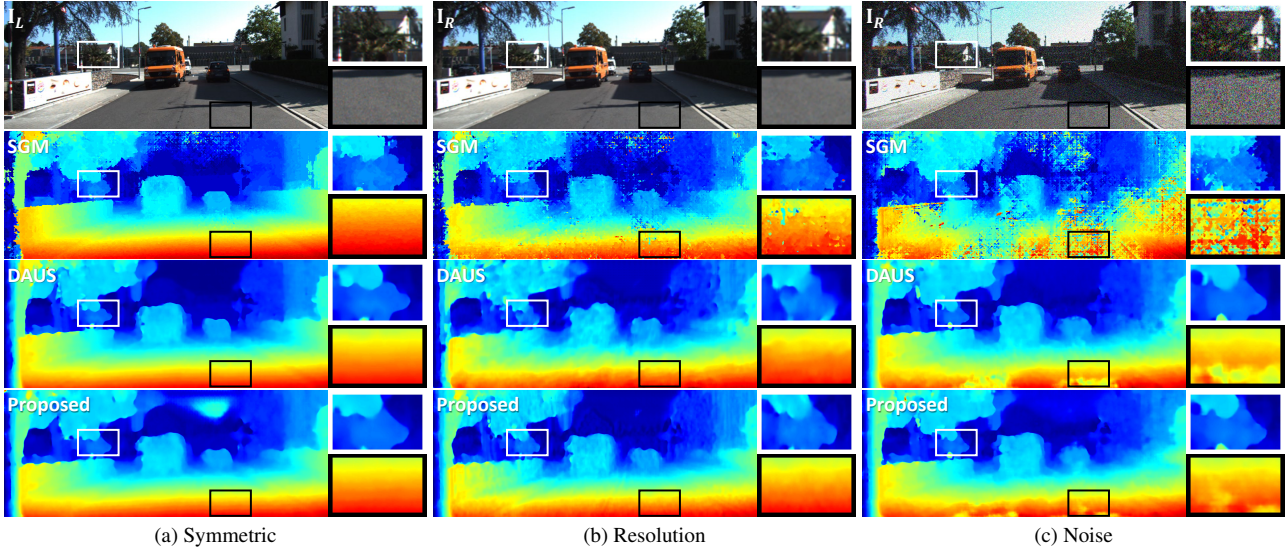 I_L I_R I_R
SGM SGM SGM
DAUS DAUS DAUS
Proposed Proposed Proposed
(a) Symmetric (b) Resolution (c) Noise